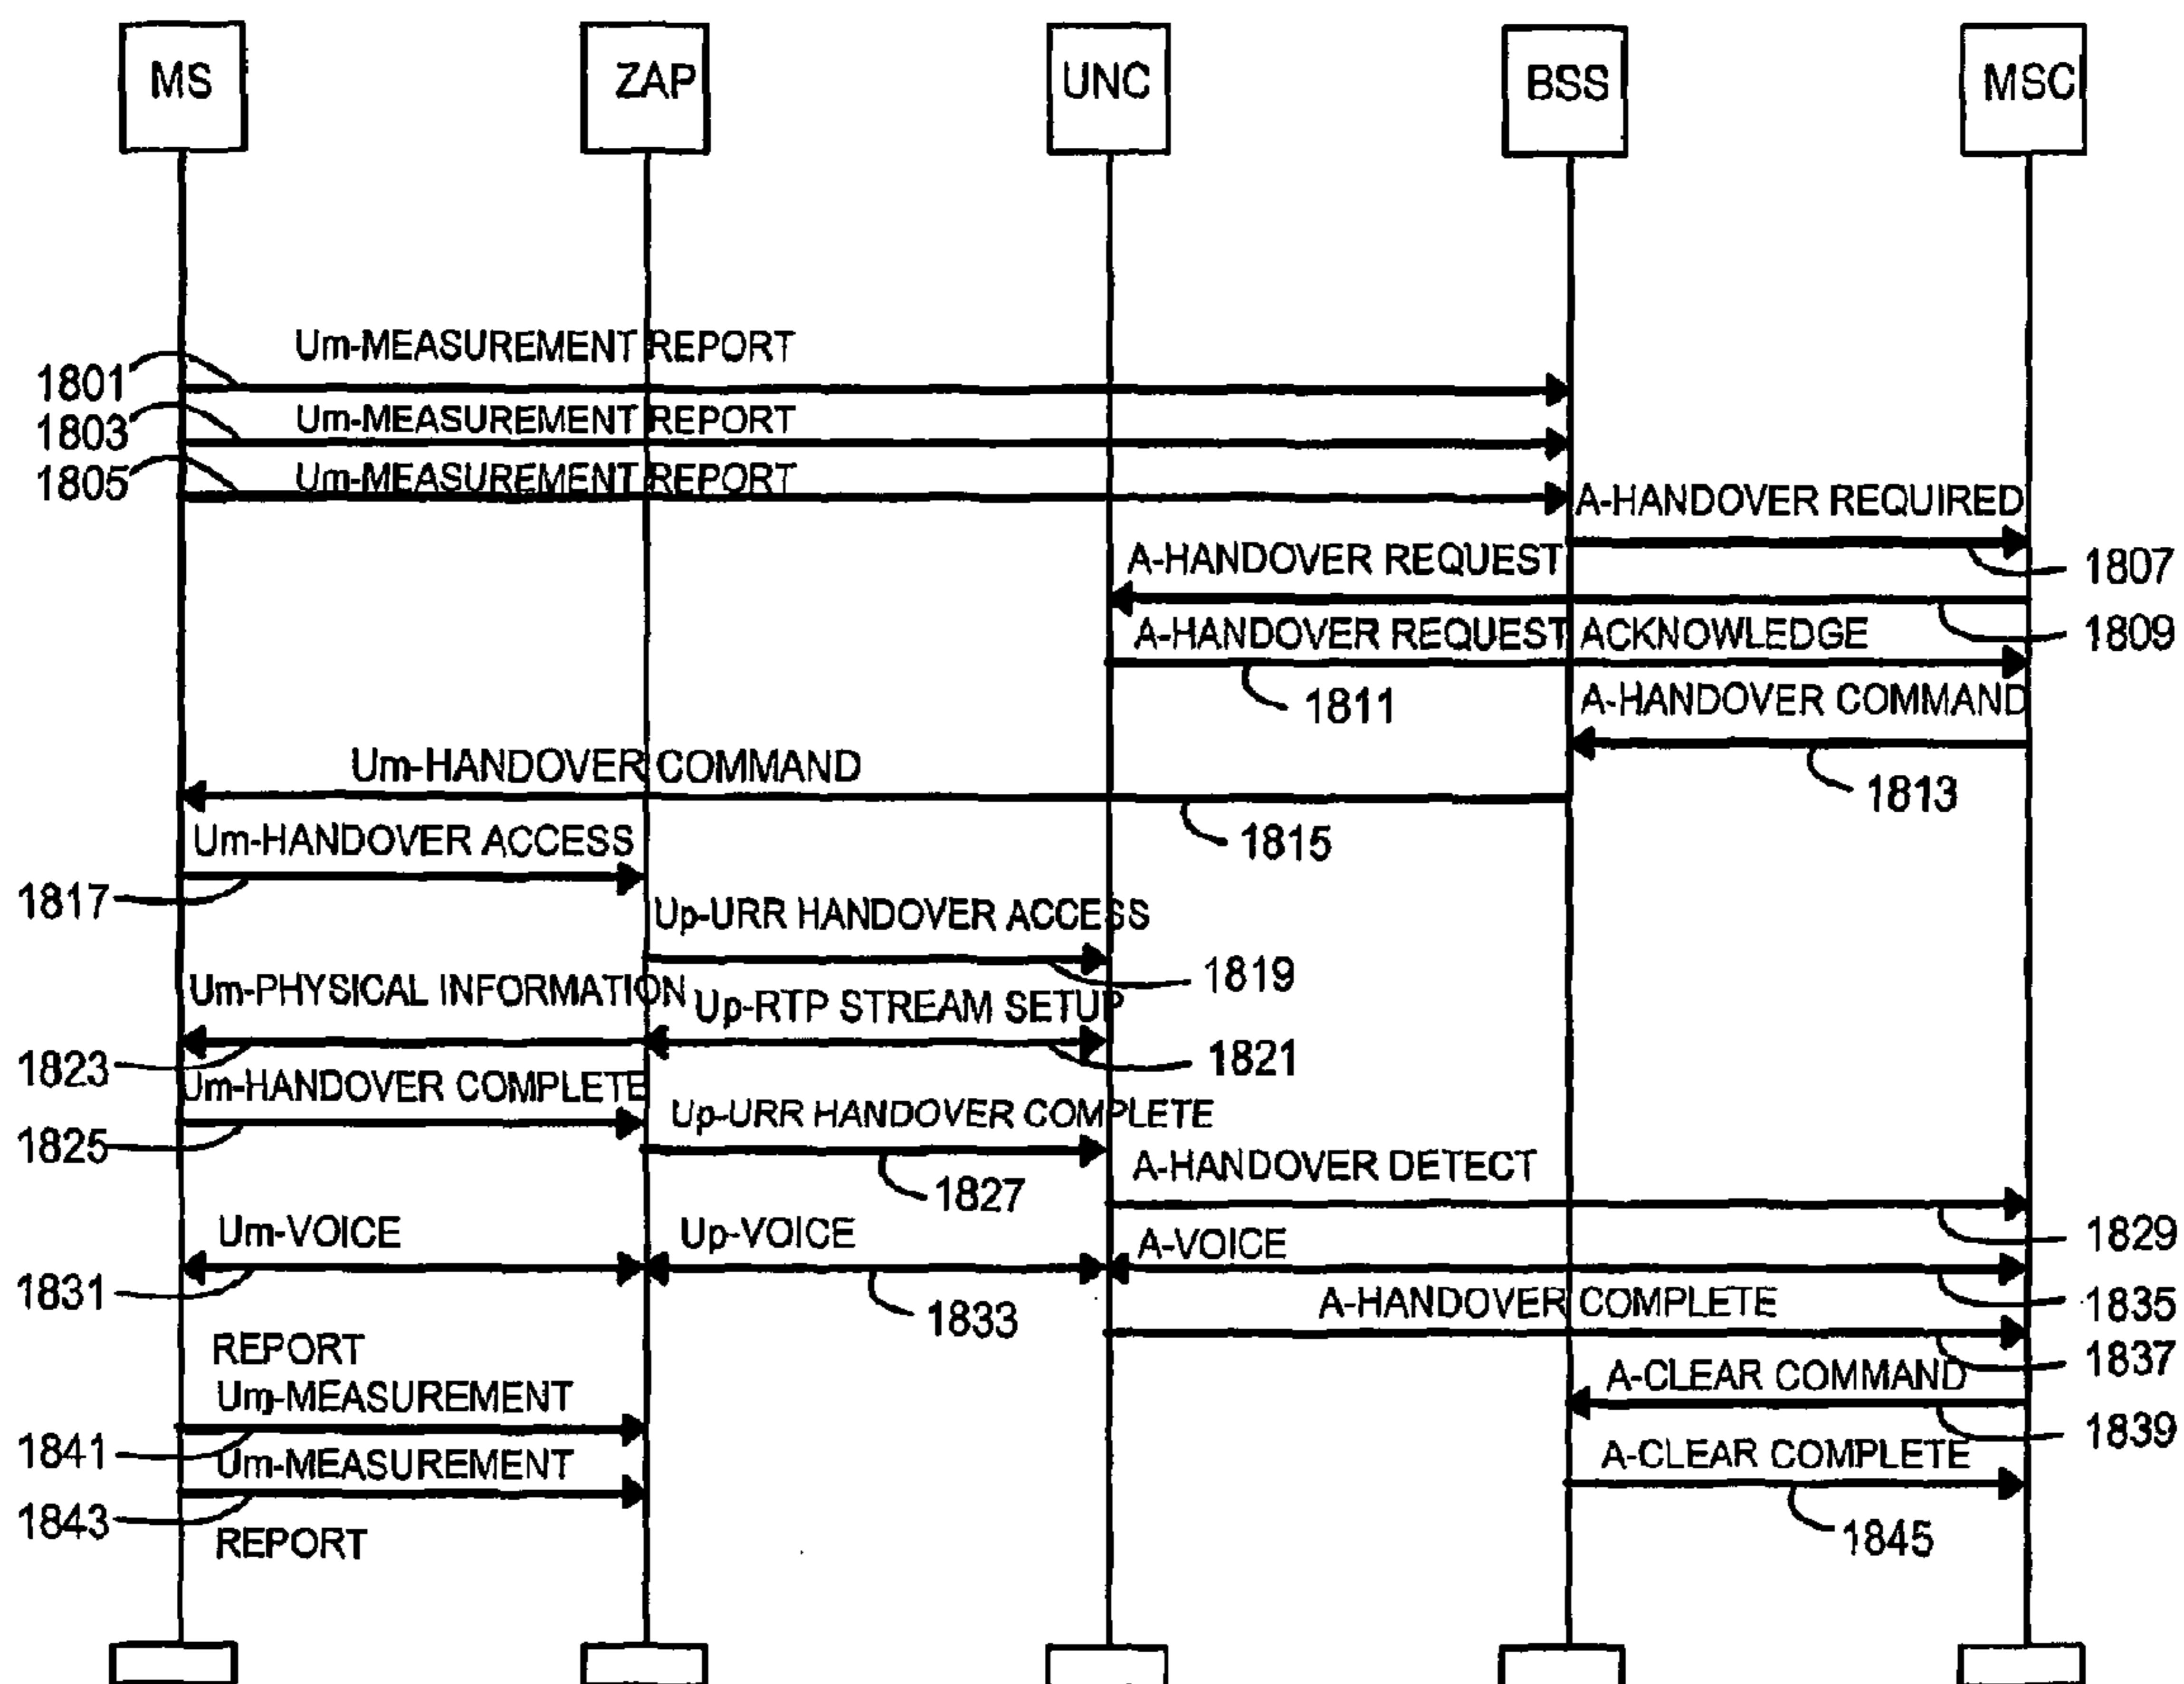 MS
ZAP
UNC
BSS
MSC
Um-MEASUREMENT REPORT
1801
Um-MEASUREMENT REPORT
1803
Um-MEASUREMENT REPORT
1805
A-HANDOVER REQUIRED
1807
A-HANDOVER REQUEST
1809
A-HANDOVER REQUEST ACKNOWLEDGE
1811
A-HANDOVER COMMAND
1813
Um-HANDOVER COMMAND
1815
Um-HANDOVER ACCESS
1817
Up-URR HANDOVER ACCESS
1819
Um-PHYSICAL INFORMATION
1823
Up-RTP STREAM SETUP
1821
Um-HANDOVER COMPLETE
1825
Up-URR HANDOVER COMPLETE
1827
A-HANDOVER DETECT
1829
Um-VOICE
1831
Up-VOICE
1833
A-VOICE
1835
A-HANDOVER COMPLETE
1837
REPORT
Um-MEASUREMENT
1841
A-CLEAR COMMAND
1839
Um-MEASUREMENT
1843
REPORT
A-CLEAR COMPLETE
1845